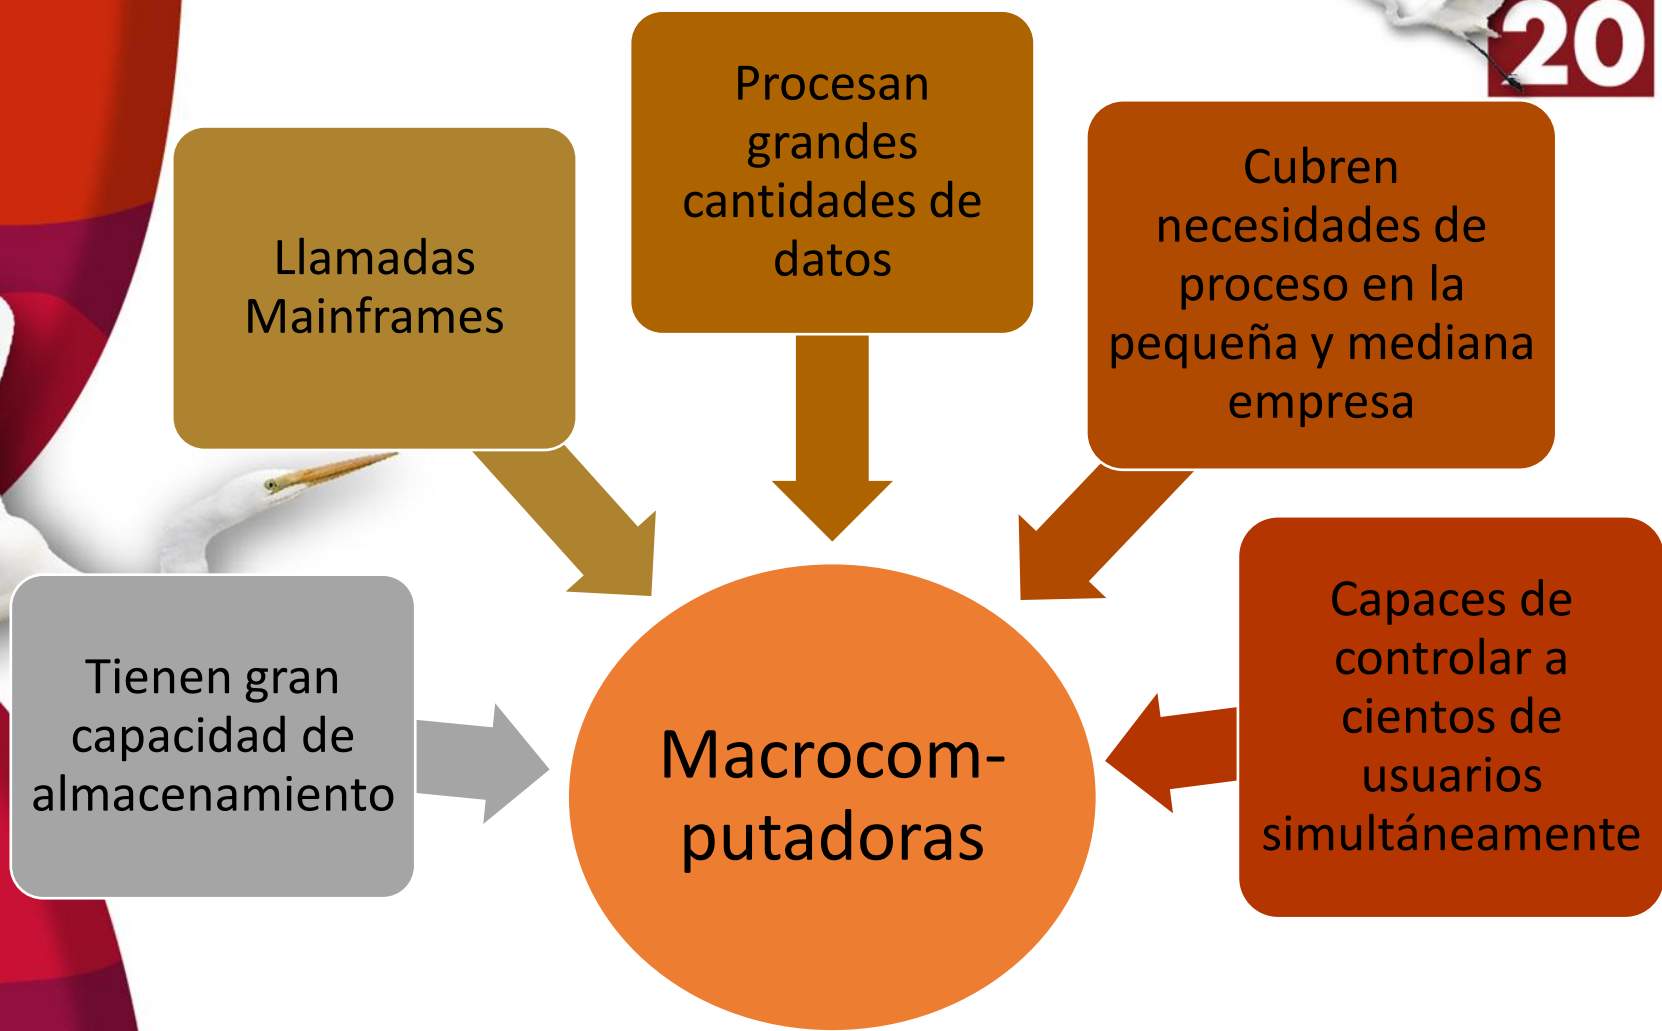 20
Procesan
grandes
cantidades de
datos
Llamadas
Mainframes
Cubren
necesidades de
proceso en la
pequeña y mediana
empresa
Tienen gran
capacidad de
almacenamiento
Capaces de
controlar a
cientos de
usuarios
simultáneamente
Macrocom-
putadoras